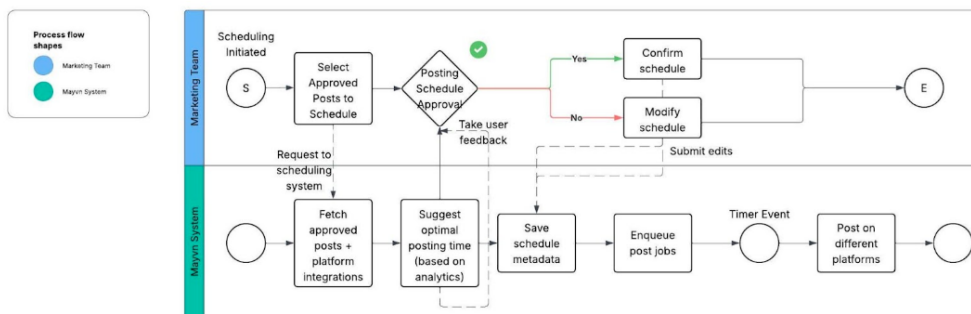 Process flow
shapes
Marketing Team
Mayvn System
Marketing Team
Scheduling
Initiated
S
Select
Approved
Posts to
Schedule
Posting
Schedule
Approval
Yes
No
Confirm
schedule
Modify
schedule
E
Take user
feedback
Submit edits
Request to
scheduling
system
Mayvn System
Fetch
approved
posts +
platform
integrations
Suggest
optimal
posting time
(based on
analytics)
Save
schedule
metadata
Enqueue
post jobs
Timer Event
Post on
different
platforms